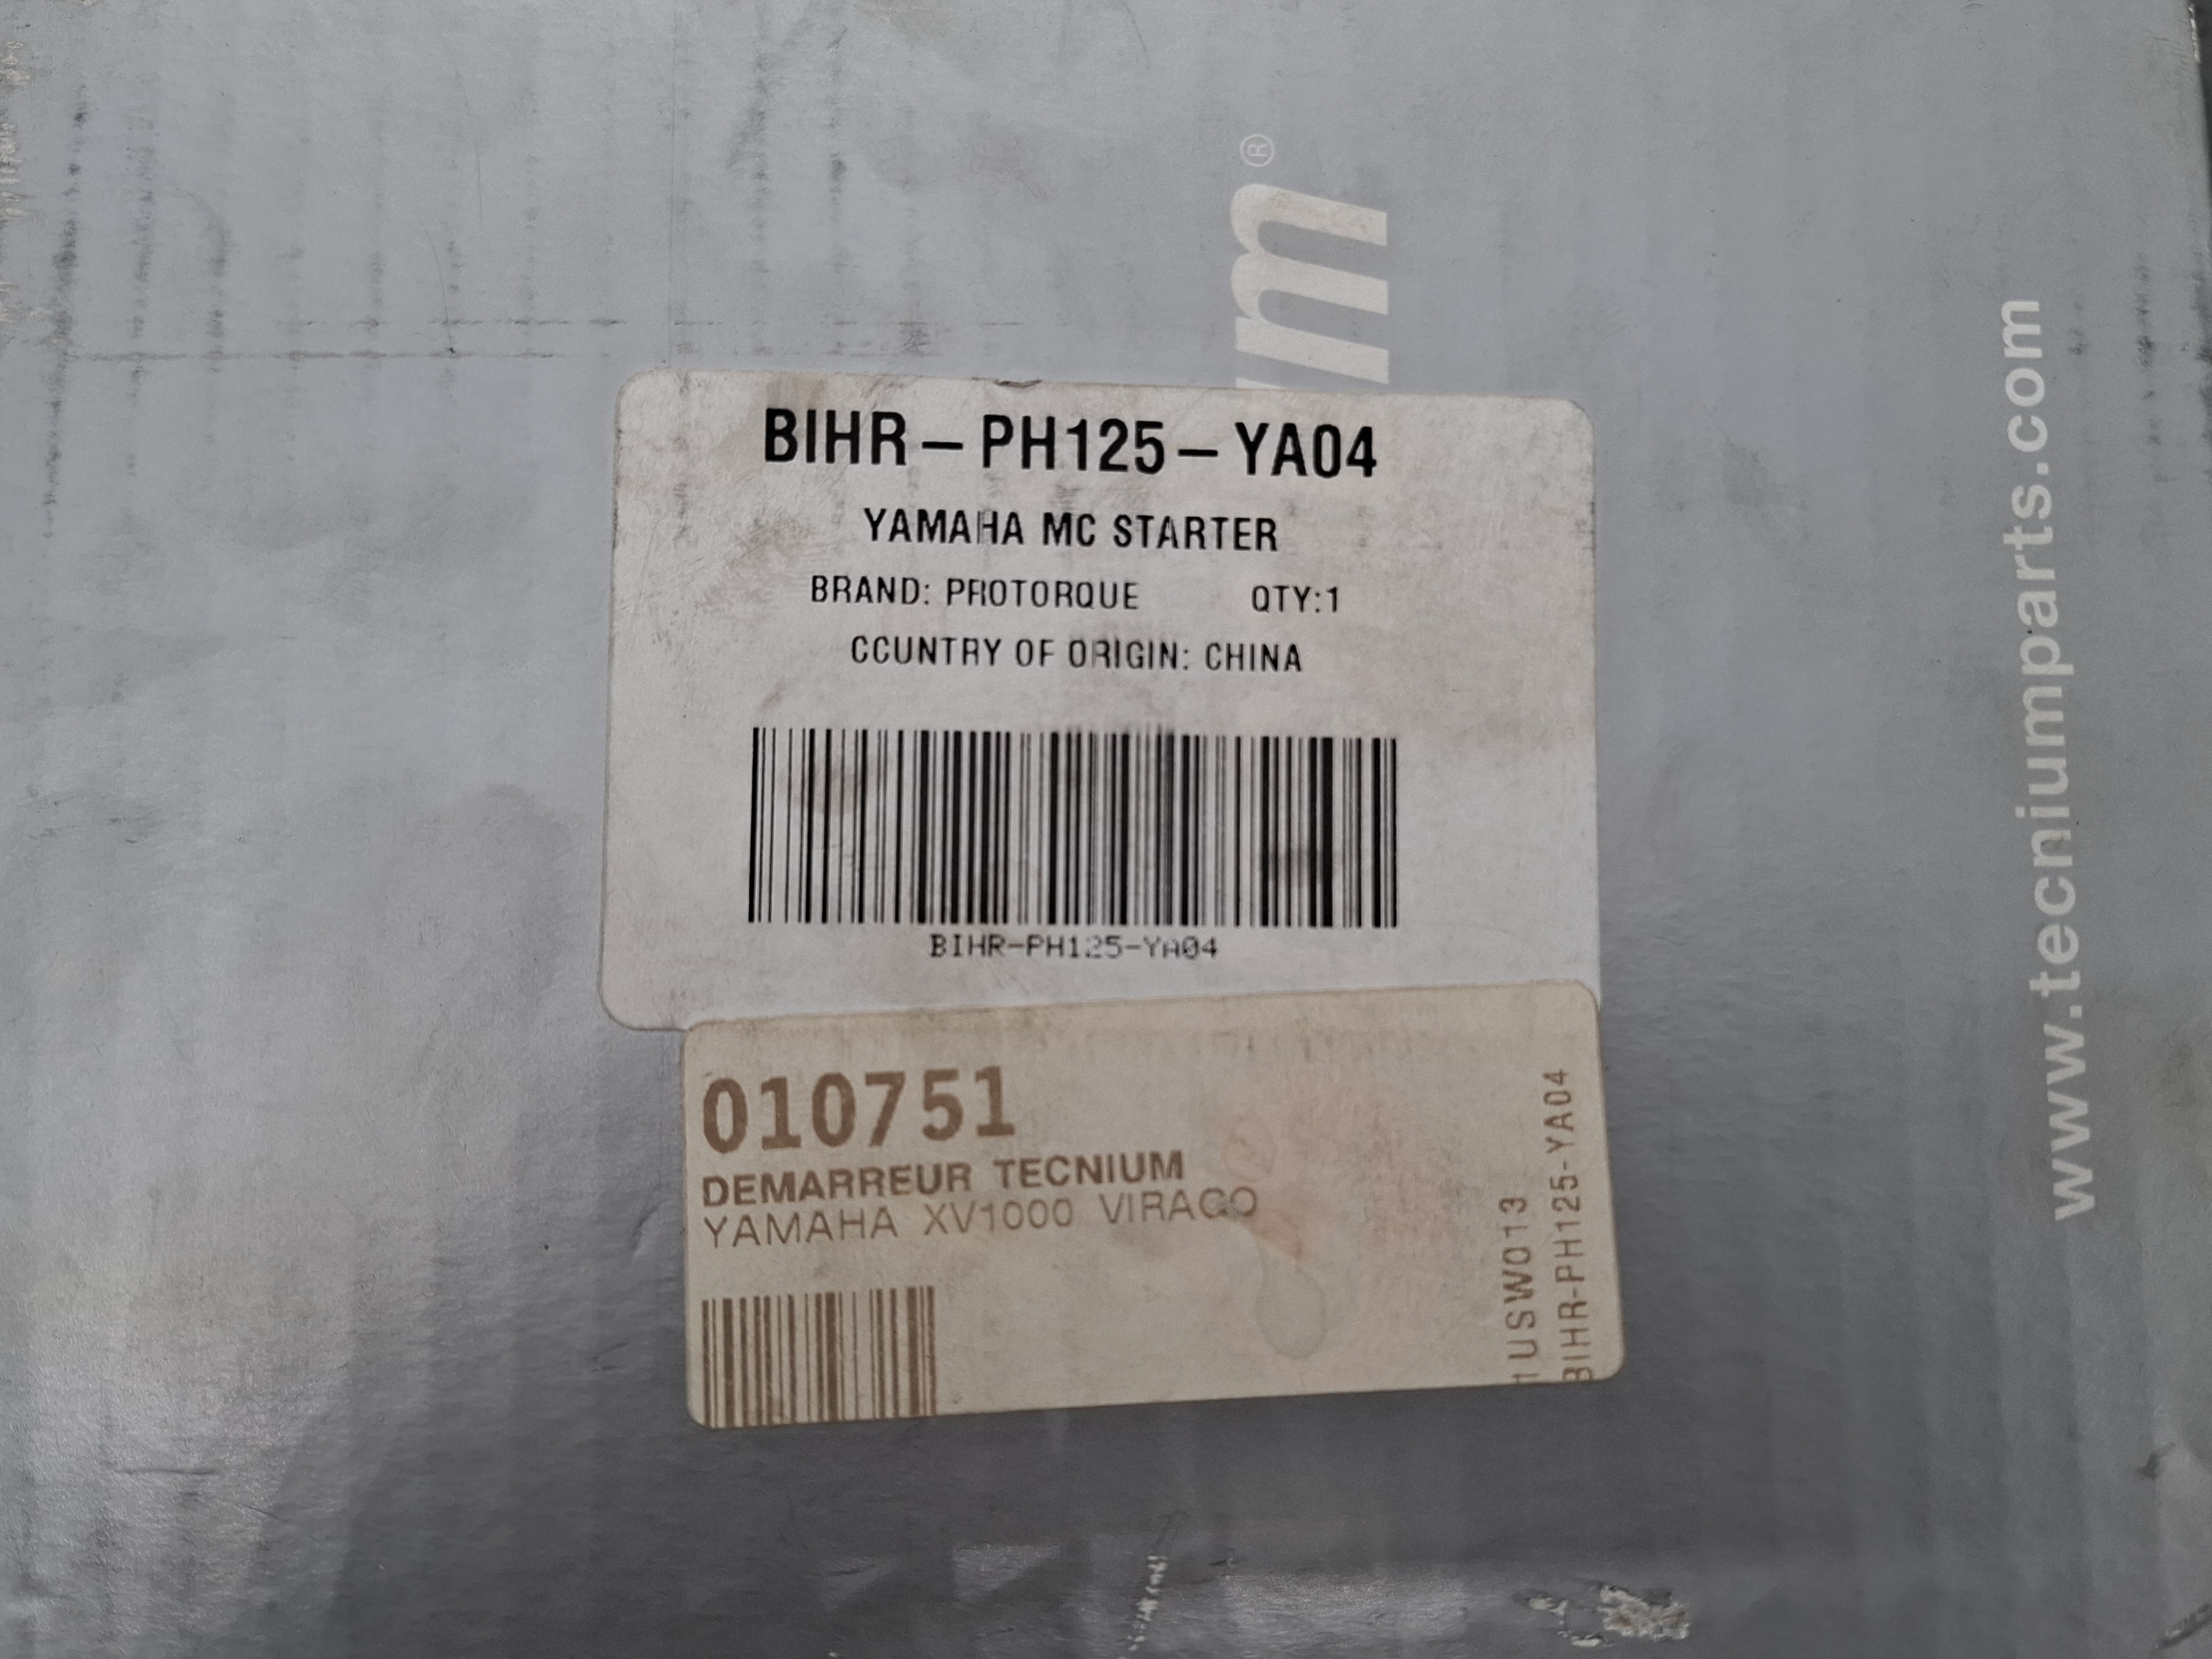 BIHR-PH125-YA04
YAMAHA MC STARTER
BRAND: PROTORQUE QTY:1
COUNTRY OF ORIGIN: CHINA
BIHR-PH125-YA04
010751
DEMARREUR TECNIUM
YAMAHA XV1000 VIRAGO
1USW013
BIHR-PH125-YA04
m®
www.tecniumparts.com